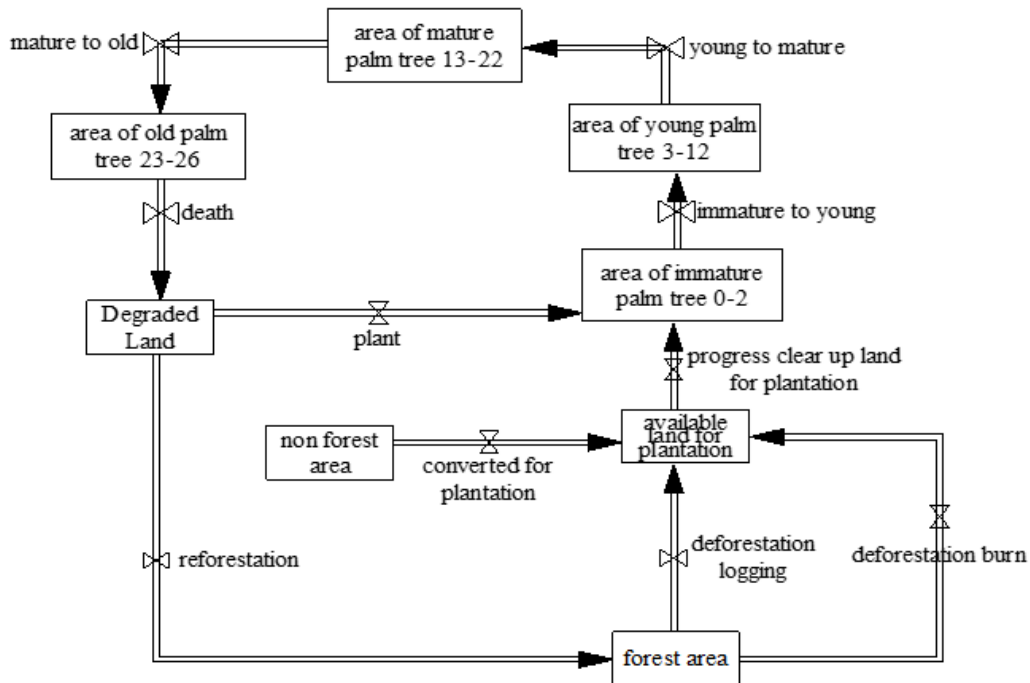 mature to old
area of mature
palm tree 13-22
young to mature
area of old palm
tree 23-26
area of young palm
tree 3-12
death
immature to young
area of immature
palm tree 0-2
Degraded
Land
plant
progress clear up land
for plantation
available
land for
plantation
non forest
area
converted for
plantation
reforestation
deforestation
logging
deforestation burn
forest area